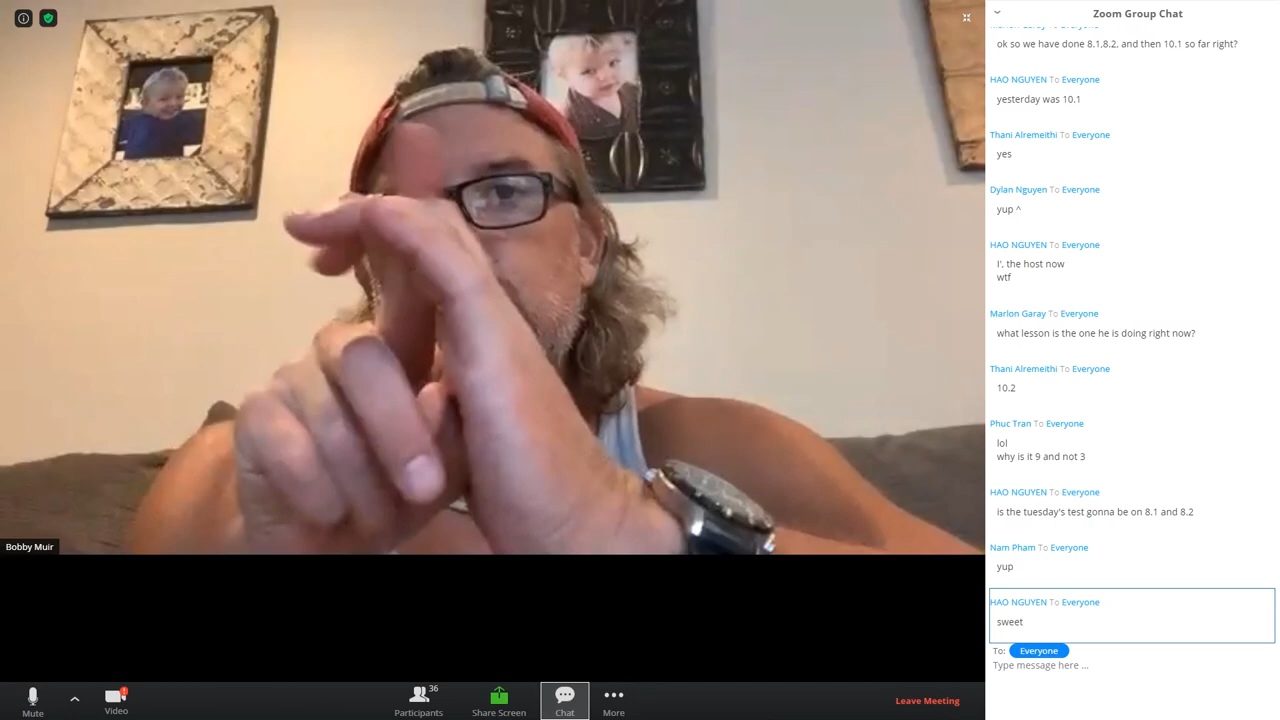 Zoom Group Chat
ok so we have done 8.1,8.2, and then 10.1 so far right?
HAO NGUYEN To Everyone
yesterday was 10.1
Thani Alremeithi To Everyone
yes
Dylan Nguyen To Everyone
yup ^
HAO NGUYEN To Everyone
I', the host now
wtf
Marlon Garay To Everyone
what lesson is the one he is doing right now?
Thani Alremeithi To Everyone
10.2
Phuc Tran To Everyone
lol
why is it 9 and not 3
HAO NGUYEN To Everyone
is the tuesday's test gonna be on 8.1 and 8.2
Nam Pham To Everyone
yup
HAO NGUYEN To Everyone
sweet
To: Everyone
Type message here ...
Bobby Muir
Mute
Video
36
Participants
Share Screen
Chat
More
Leave Meeting